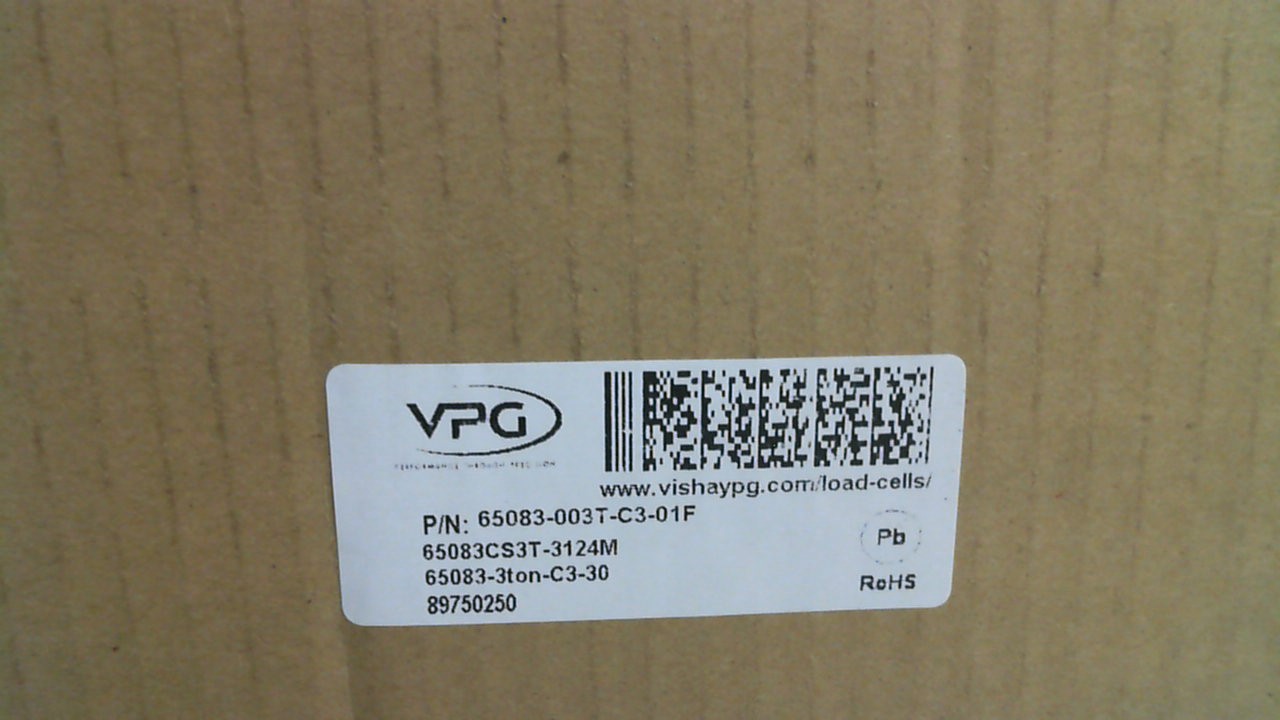 VPG
www.vishaypg.com/load-cells/
P/N: 65083-003T-C3-01F
65083CS3T-3124M
65083-3ton-C3-30
89750250
Pb
RoHS